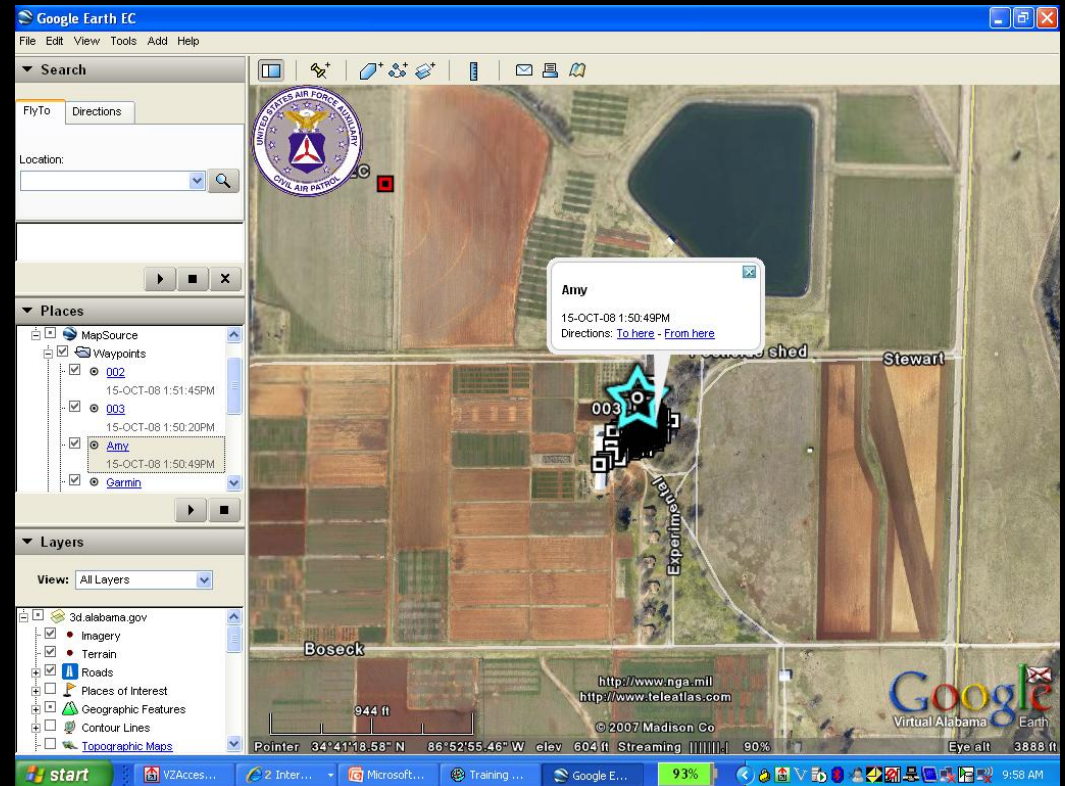 Google Earth EC
File Edit View Tools Add Help
Search
FlyTo Directions
Location:
Places
MapSource
Waypoints
002
15-OCT-08 1:51:45PM
003
15-OCT-08 1:50:20PM
Amy
15-OCT-08 1:50:49PM
Garmin
Layers
View: All Layers
3d.alabama.gov
Imagery
Terrain
Roads
Places of Interest
Geographic Features
Contour Lines
Topographic Maps
UNITED STATES AIR FORCE AUXILIARY
CIVIL AIR PATROL
Amy
15-OCT-08 1:50:49PM
Directions: To here - From here
shed
Stewart
003
Experimental
Boseck
944 ft
http://www.nga.mil
http://www.teleatlas.com
© 2007 Madison Co
Google
Virtual Alabama Earth
Pointer 34°41'18.58" N 86°52'55.46" W elev 604 ft Streaming 90% Eye alt 3888 ft
start VZAcces... 2 Inter... Microsoft... Training ... Google E... 93% 9:58 AM